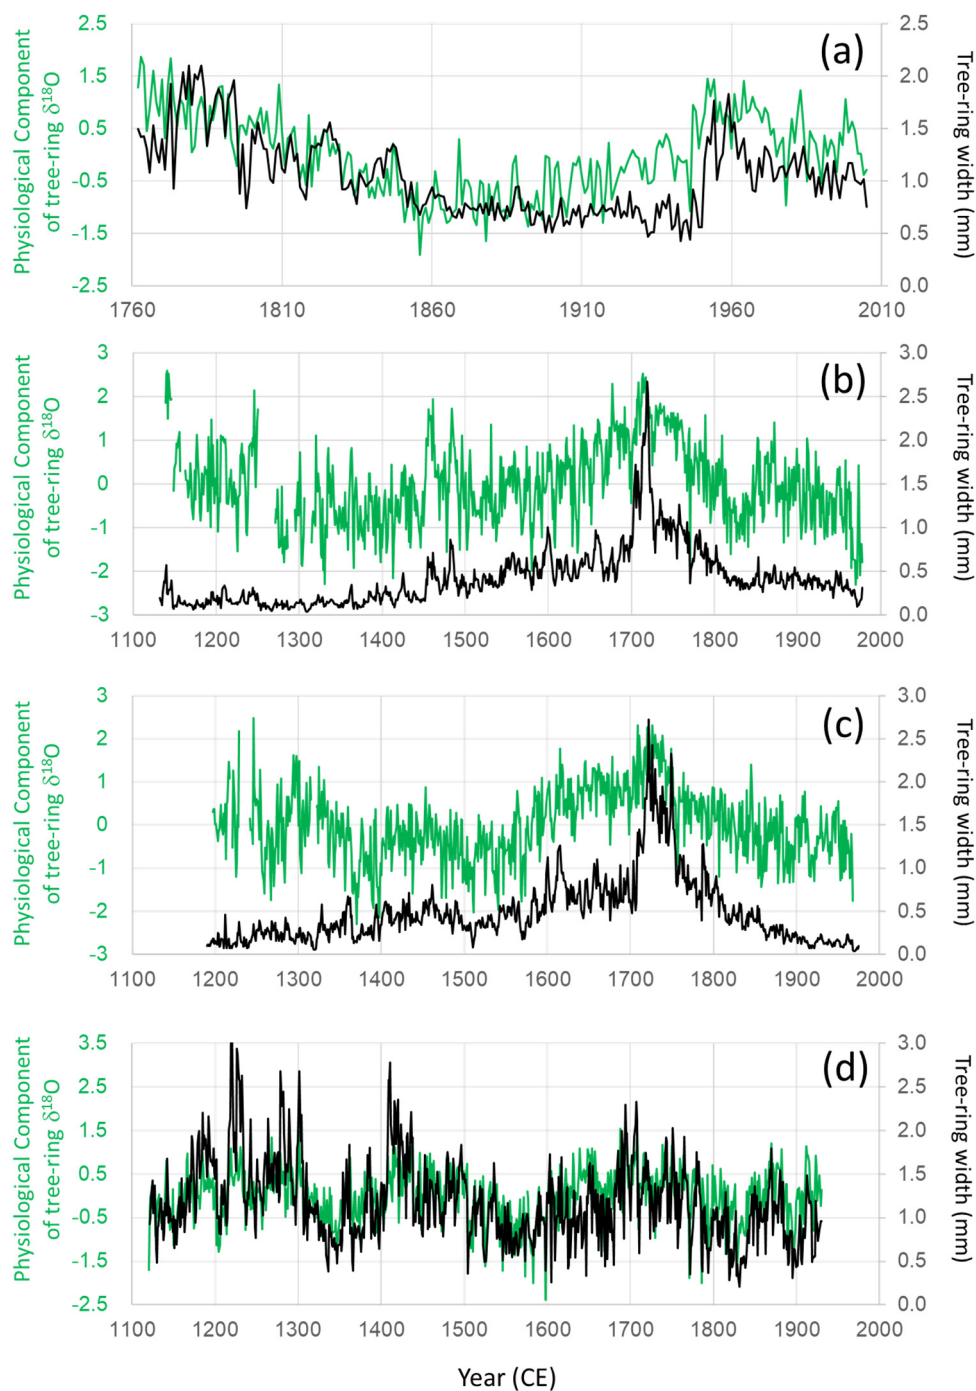 (a)
Physiological Component
of tree-ring δ¹⁸O
2.5
1.5
0.5
-0.5
-1.5
-2.5
2.5
2.0
1.5
1.0
0.5
0.0
Tree-ring width (mm)
1760 1810 1860 1910 1960 2010
(b)
Physiological Component
of tree-ring δ¹⁸O
3
2
1
0
-1
-2
-3
3.0
2.5
2.0
1.5
1.0
0.5
0.0
Tree-ring width (mm)
1100 1200 1300 1400 1500 1600 1700 1800 1900 2000
(c)
Physiological Component
of tree-ring δ¹⁸O
3
2
1
0
-1
-2
-3
3.0
2.5
2.0
1.5
1.0
0.5
0.0
Tree-ring width (mm)
1100 1200 1300 1400 1500 1600 1700 1800 1900 2000
(d)
Physiological Component
of tree-ring δ¹⁸O
3.5
2.5
1.5
0.5
-0.5
-1.5
-2.5
3.0
2.5
2.0
1.5
1.0
0.5
0.0
Tree-ring width (mm)
1100 1200 1300 1400 1500 1600 1700 1800 1900 2000
Year (CE)